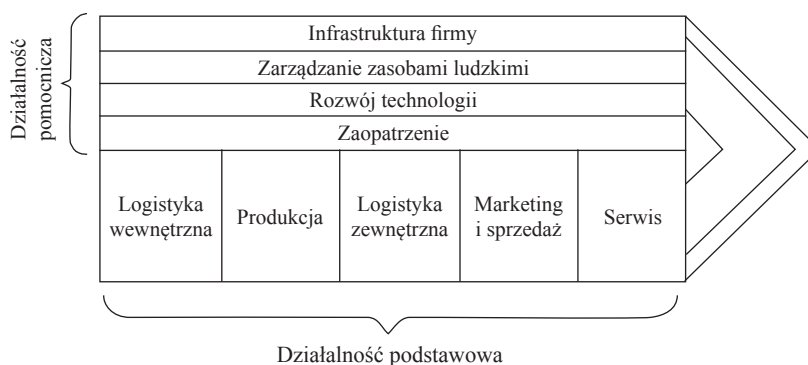 Działalność
pomocnicza
Infrastruktura firmy
Zarządzanie zasobami ludzkimi
Rozwój technologii
Zaopatrzenie
Logistyka
wewnętrzna
Produkcja
Logistyka
zewnętrzna
Marketing
i sprzedaż
Serwis
Działalność podstawowa